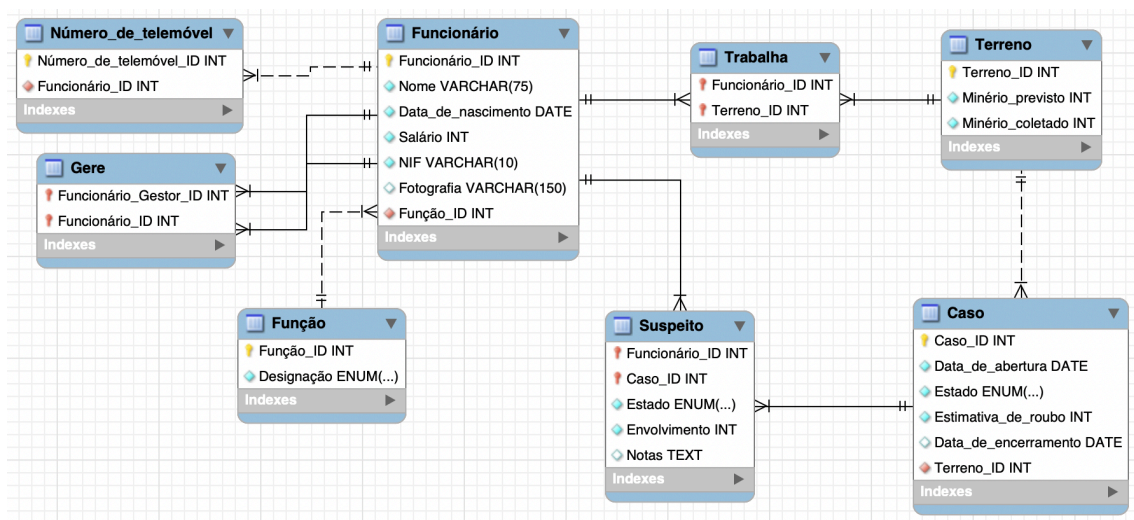 Número_de_telemóvel
Número_de_telemóvel_ID INT
Funcionário_ID INT
Indexes
Funcionário
Funcionário_ID INT
Nome VARCHAR(75)
Data_de_nascimento DATE
Salário INT
NIF VARCHAR(10)
Fotografia VARCHAR(150)
Função_ID INT
Indexes
Trabalha
Funcionário_ID INT
Terreno_ID INT
Indexes
Terreno
Terreno_ID INT
Minério_previsto INT
Minério_coletado INT
Indexes
Gere
Funcionário_Gestor_ID INT
Funcionário_ID INT
Indexes
Função
Função_ID INT
Designação ENUM(...)
Indexes
Suspeito
Funcionário_ID INT
Caso_ID INT
Estado ENUM(...)
Envolvimento INT
Notas TEXT
Indexes
Caso
Caso_ID INT
Data_de_abertura DATE
Estado ENUM(...)
Estimativa_de_roubo INT
Data_de_encerramento DATE
Terreno_ID INT
Indexes